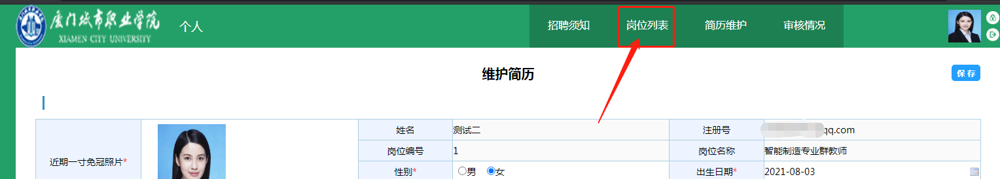 厦门城市职业学院
XIAMEN CITY UNIVERSITY
个人
招聘须知 岗位列表 简历维护 审核情况
维护简历
保存
近期一寸免冠照片*
姓名 测试二 注册号 qq.com
岗位编号 1 岗位名称 智能制造专业群教师
性别* 男 女 出生日期* 2021-08-03